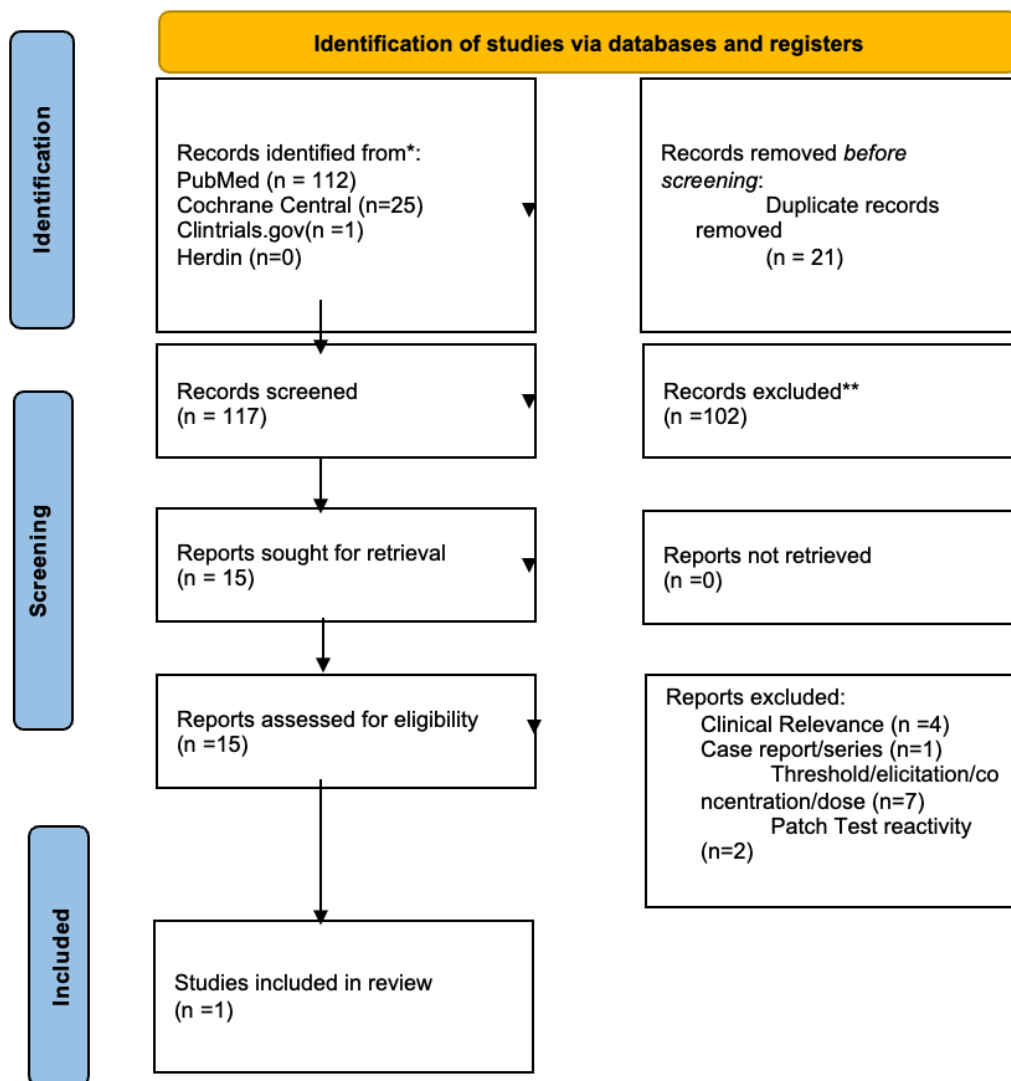 Identification of studies via databases and registers
Identification
Records identified from*:
PubMed (n = 112)
Cochrane Central (n=25)
Clintrials.gov(n =1)
Herdin (n=0)
Records removed before
screening:
Duplicate records
removed
(n = 21)
Screening
Records screened
(n = 117)
Records excluded**
(n =102)
Reports sought for retrieval
(n = 15)
Reports not retrieved
(n =0)
Reports assessed for eligibility
(n =15)
Reports excluded:
Clinical Relevance (n =4)
Case report/series (n=1)
Threshold/elicitation/co
ncentration/dose (n=7)
Patch Test reactivity
(n=2)
Included
Studies included in review
(n =1)